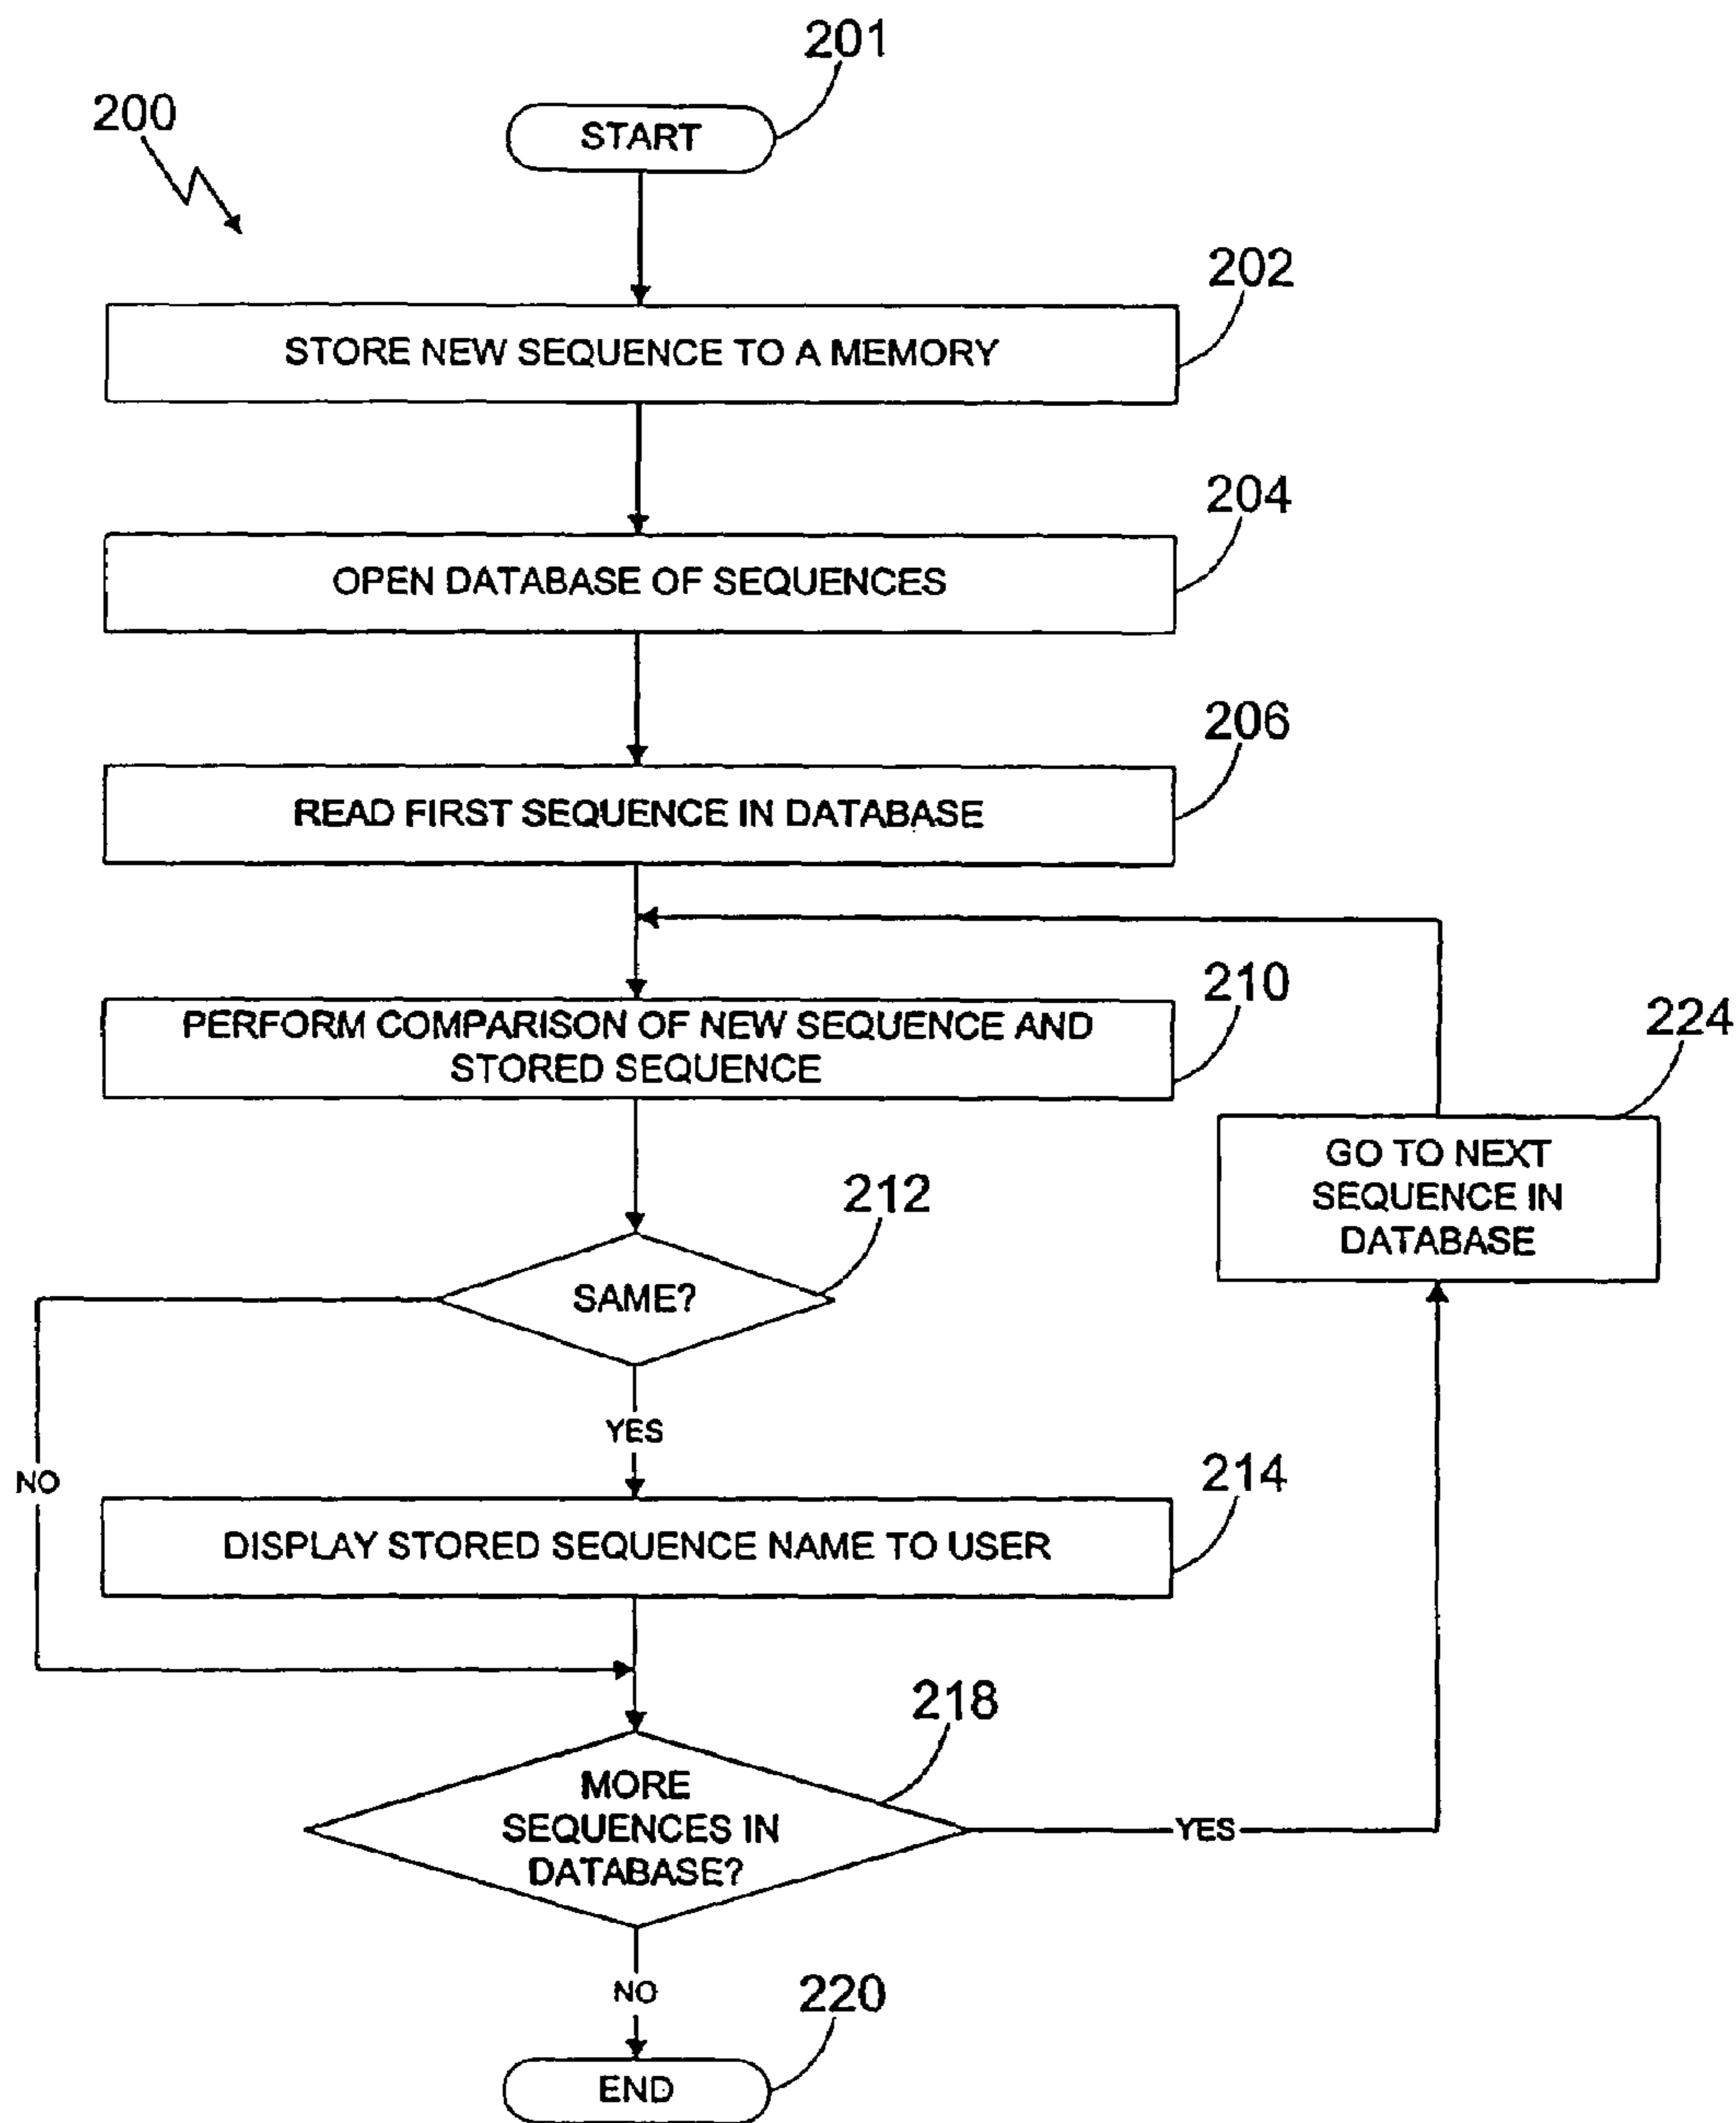 201
200
START
202
STORE NEW SEQUENCE TO A MEMORY
204
OPEN DATABASE OF SEQUENCES
206
READ FIRST SEQUENCE IN DATABASE
210
PERFORM COMPARISON OF NEW SEQUENCE AND
STORED SEQUENCE
224
GO TO NEXT
SEQUENCE IN
DATABASE
212
SAME?
YES
NO
214
DISPLAY STORED SEQUENCE NAME TO USER
218
MORE
SEQUENCES IN
DATABASE?
YES
NO
220
END